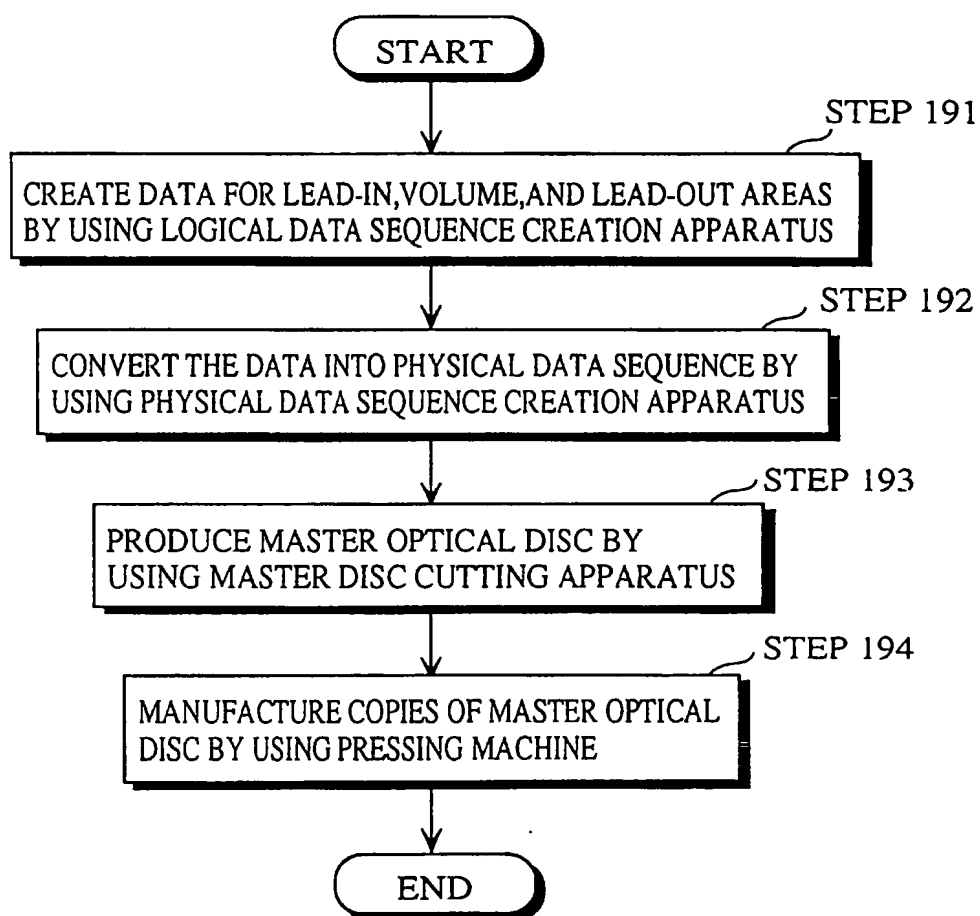 START
STEP 191
CREATE DATA FOR LEAD-IN,VOLUME,AND LEAD-OUT AREAS
BY USING LOGICAL DATA SEQUENCE CREATION APPARATUS
STEP 192
CONVERT THE DATA INTO PHYSICAL DATA SEQUENCE BY
USING PHYSICAL DATA SEQUENCE CREATION APPARATUS
STEP 193
PRODUCE MASTER OPTICAL DISC BY
USING MASTER DISC CUTTING APPARATUS
STEP 194
MANUFACTURE COPIES OF MASTER OPTICAL
DISC BY USING PRESSING MACHINE
END